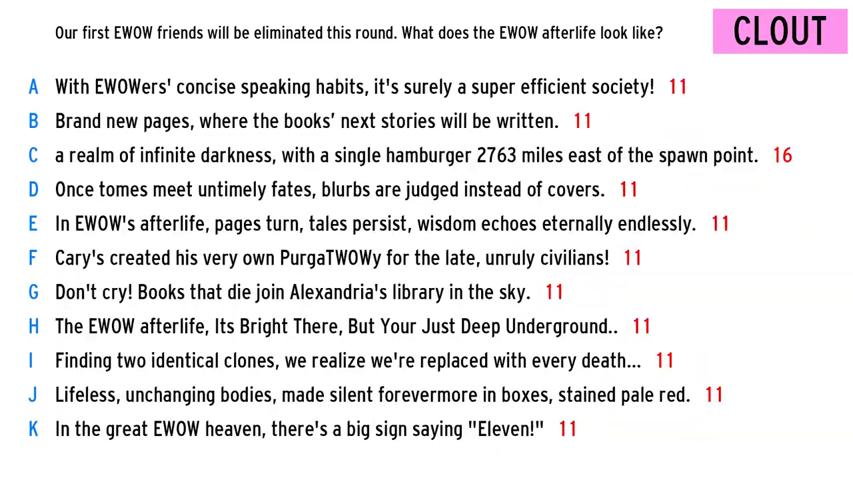 Our first EWOW friends will be eliminated this round. What does the EWOW afterlife look like?
CLOUT
A With EWOWers' concise speaking habits, it's surely a super efficient society! 11
B Brand new pages, where the books’ next stories will be written. 11
C a realm of infinite darkness, with a single hamburger 2763 miles east of the spawn point. 16
D Once tomes meet untimely fates, blurbs are judged instead of covers. 11
E In EWOW's afterlife, pages turn, tales persist, wisdom echoes eternally endlessly. 11
F Cary's created his very own PurgaTWOWy for the late, unruly civilians! 11
G Don't cry! Books that die join Alexandria's library in the sky. 11
H The EWOW afterlife, Its Bright There, But Your Just Deep Underground.. 11
I Finding two identical clones, we realize we're replaced with every death... 11
J Lifeless, unchanging bodies, made silent forevermore in boxes, stained pale red. 11
K In the great EWOW heaven, there's a big sign saying "Eleven!" 11